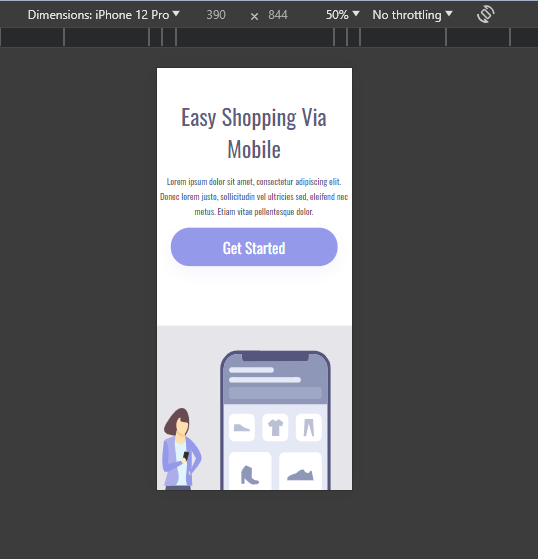 Dimensions: iPhone 12 Pro 390 × 844 50% No throttling
Easy Shopping Via
Mobile
Lorem ipsum dolor sit amet, consectetur adipiscing elit.
Donec lorem justo, sollicitudin vel ultricies sed, eleifend nec
metus. Etiam vitae pellentesque dolor.
Get Started